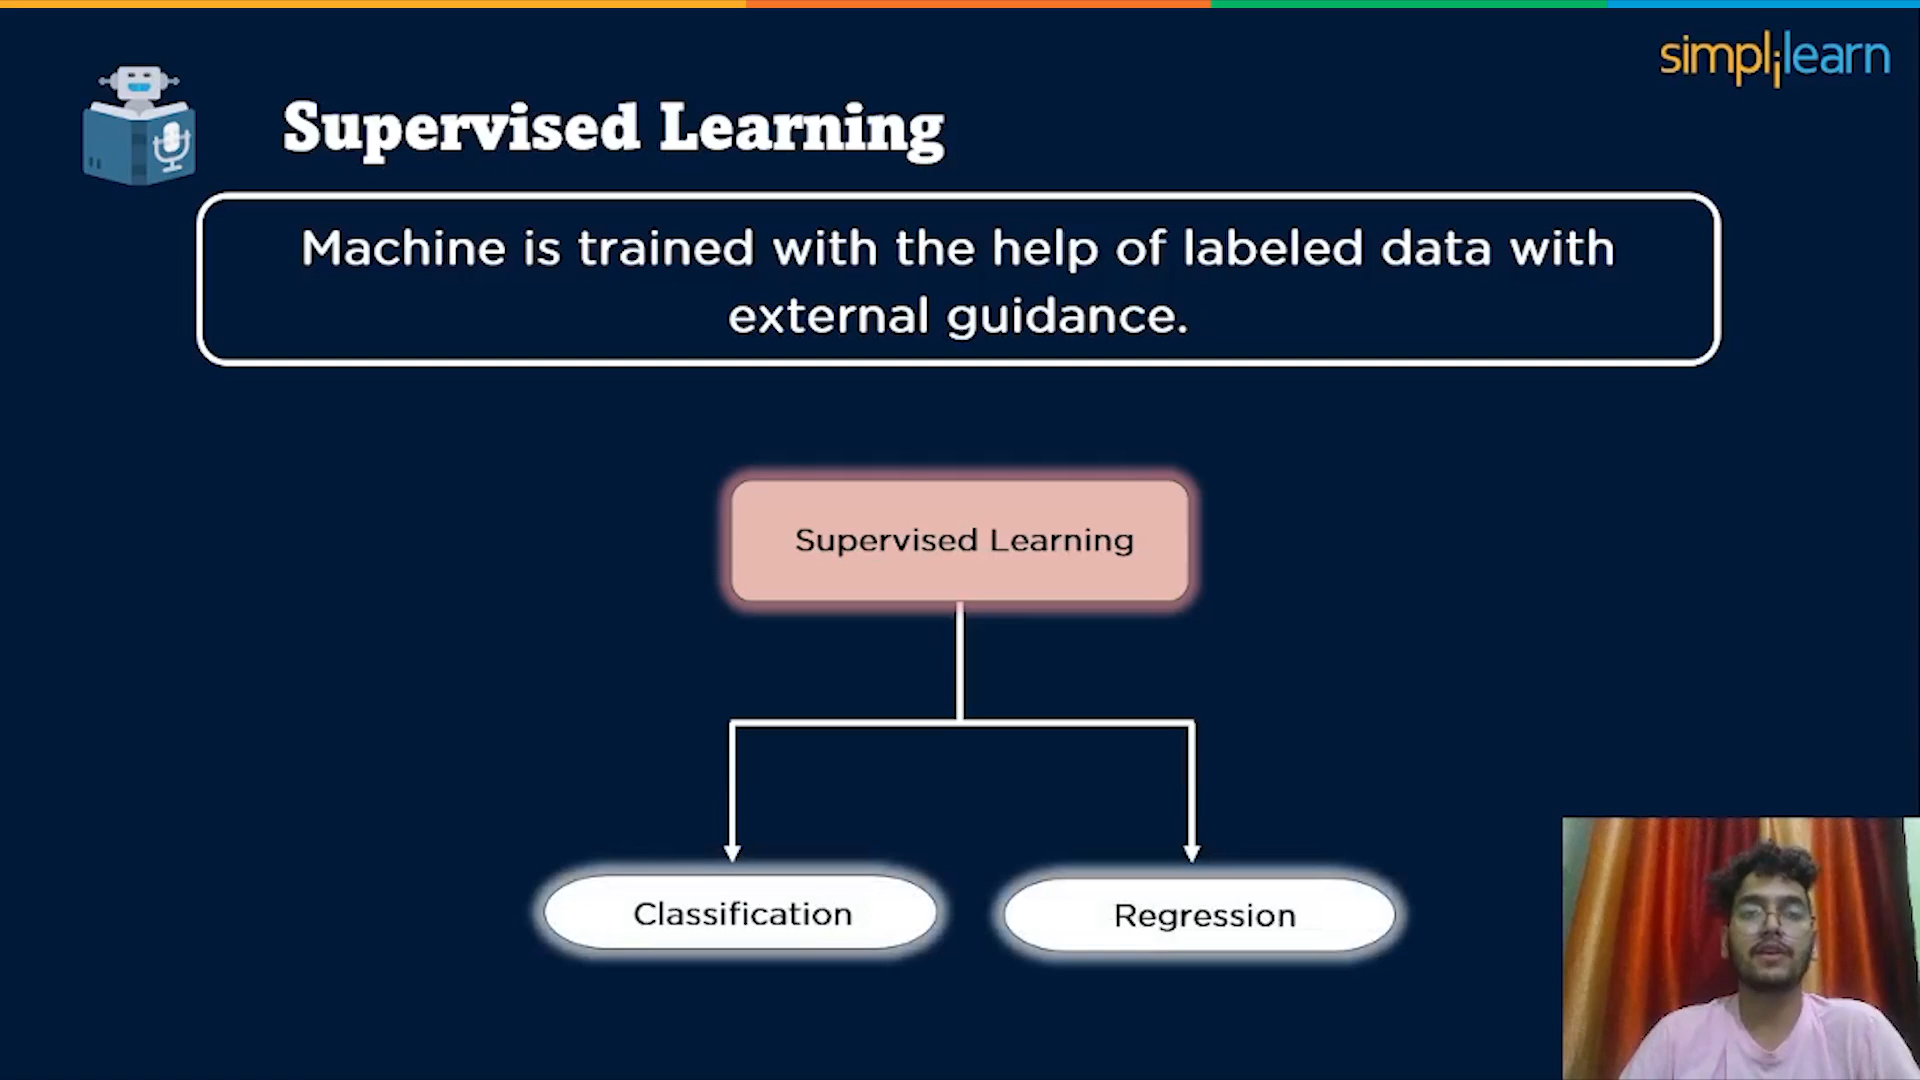 simplilearn
Supervised Learning
Machine is trained with the help of labeled data with
external guidance.
Supervised Learning
Classification
Regression